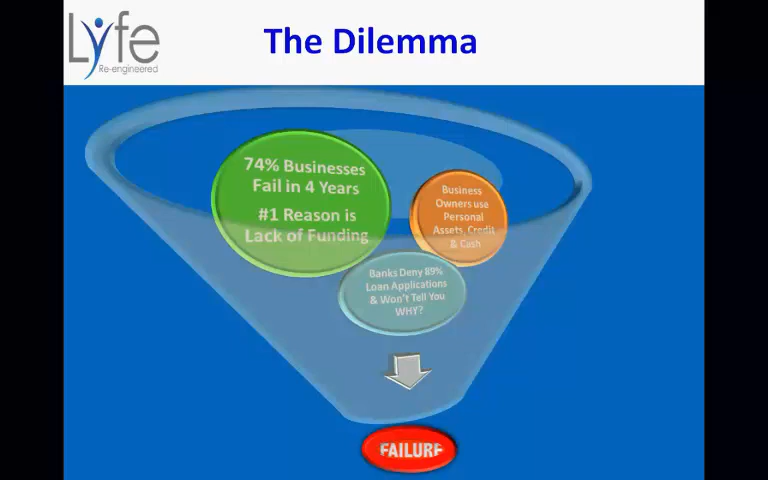 Lyfe
Re-engineered
The Dilemma
74% Businesses
Fail in 4 Years
#1 Reason is
Lack of Funding
Business
Owners use
Personal
Assets, Credit
& Cash
Banks Deny 89%
Loan Applications
& Won't Tell You
WHY?
FAILURE